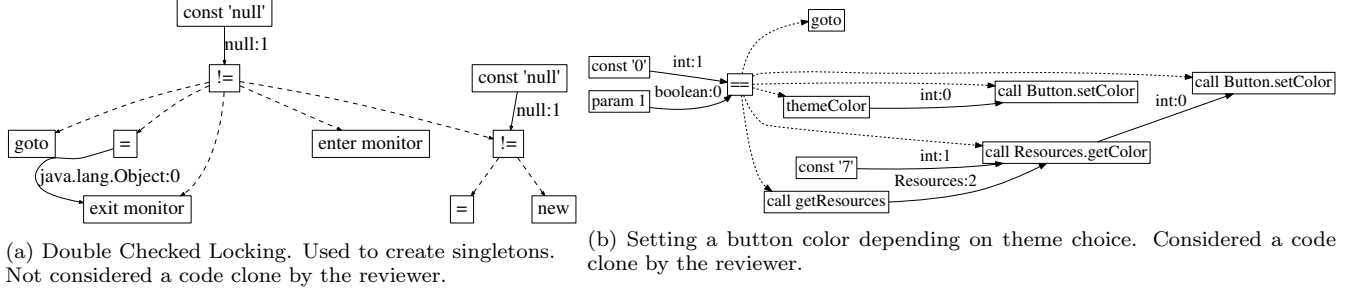 const 'null'
null:1
!=
const 'null'
null:1
goto
=
enter monitor
!=
java.lang.Object:0
exit monitor
=
new
(a) Double Checked Locking. Used to create singletons.
Not considered a code clone by the reviewer.
goto
const '0'
int:1
==
param 1
boolean:0
themeColor
int:0
call Button.setColor
call Button.setColor
int:0
call Resources.getColor
const '7'
int:1
Resources:2
call getResources
(b) Setting a button color depending on theme choice. Considered a code
clone by the reviewer.